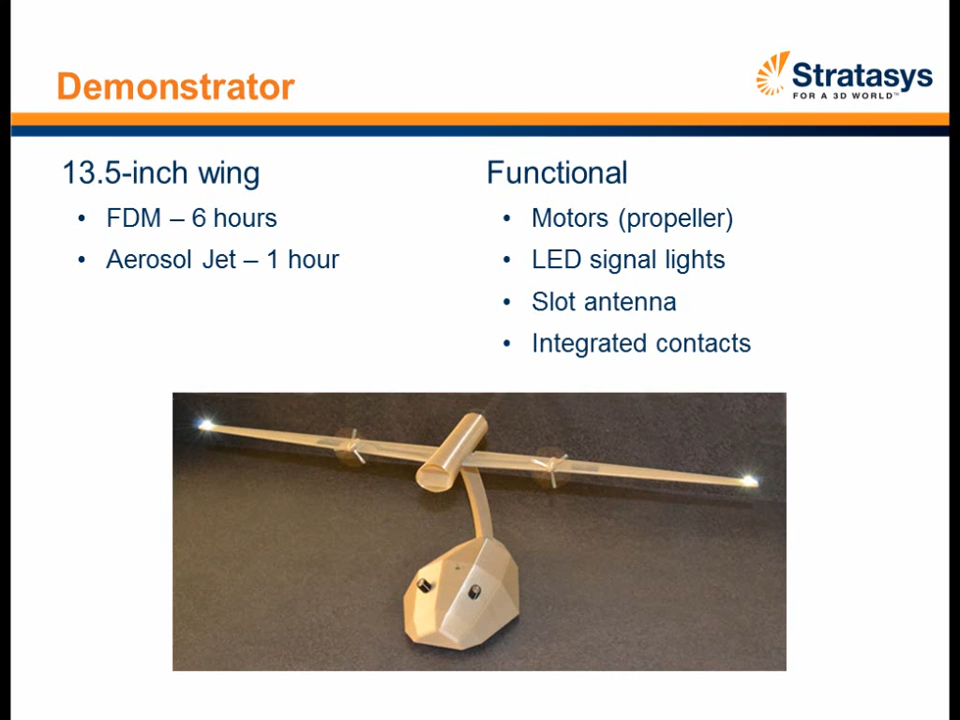 Demonstrator
Stratasys
FOR A 3D WORLD™
13.5-inch wing
• FDM – 6 hours
• Aerosol Jet – 1 hour
Functional
• Motors (propeller)
• LED signal lights
• Slot antenna
• Integrated contacts